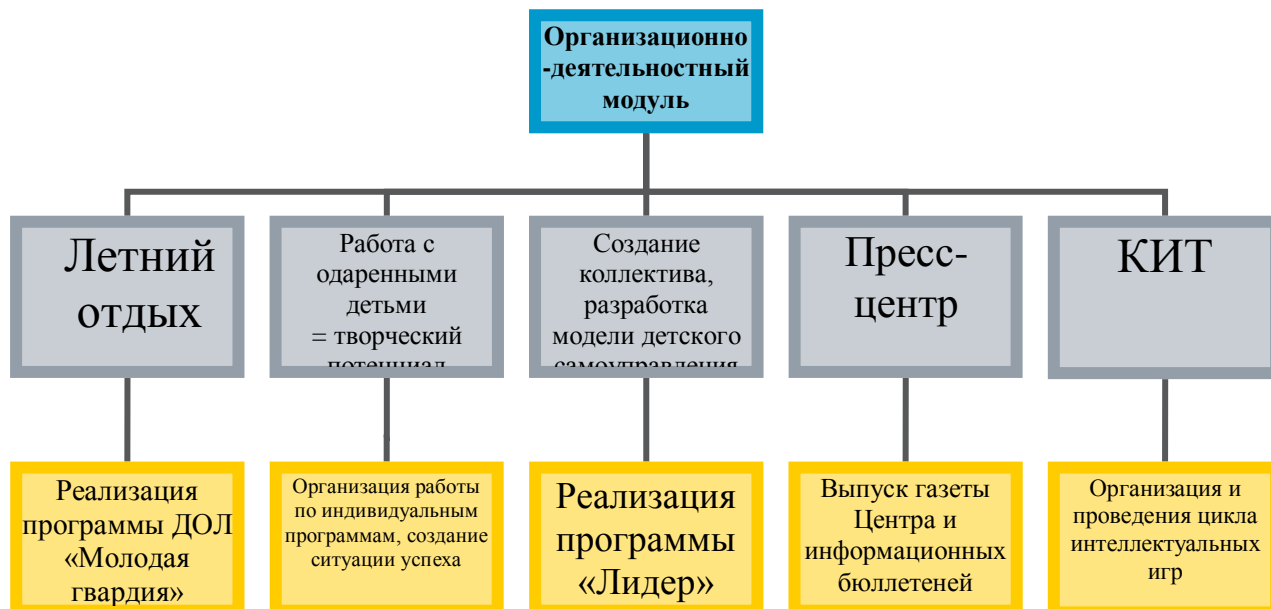 Организационно
-деятельностный
модуль
Летний
отдых
Работа с
одаренными
детьми
= творческий
потенциал
Создание
коллектива,
разработка
модели детского
самоуправления
Пресс-
центр
КИТ
Реализация
программы ДОЛ
«Молодая
гвардия»
Организация работы
по индивидуальным
программам, создание
ситуации успеха
Реализация
программы
«Лидер»
Выпуск газеты
Центра и
информационных
бюллетеней
Организация и
проведения цикла
интеллектуальных
игр